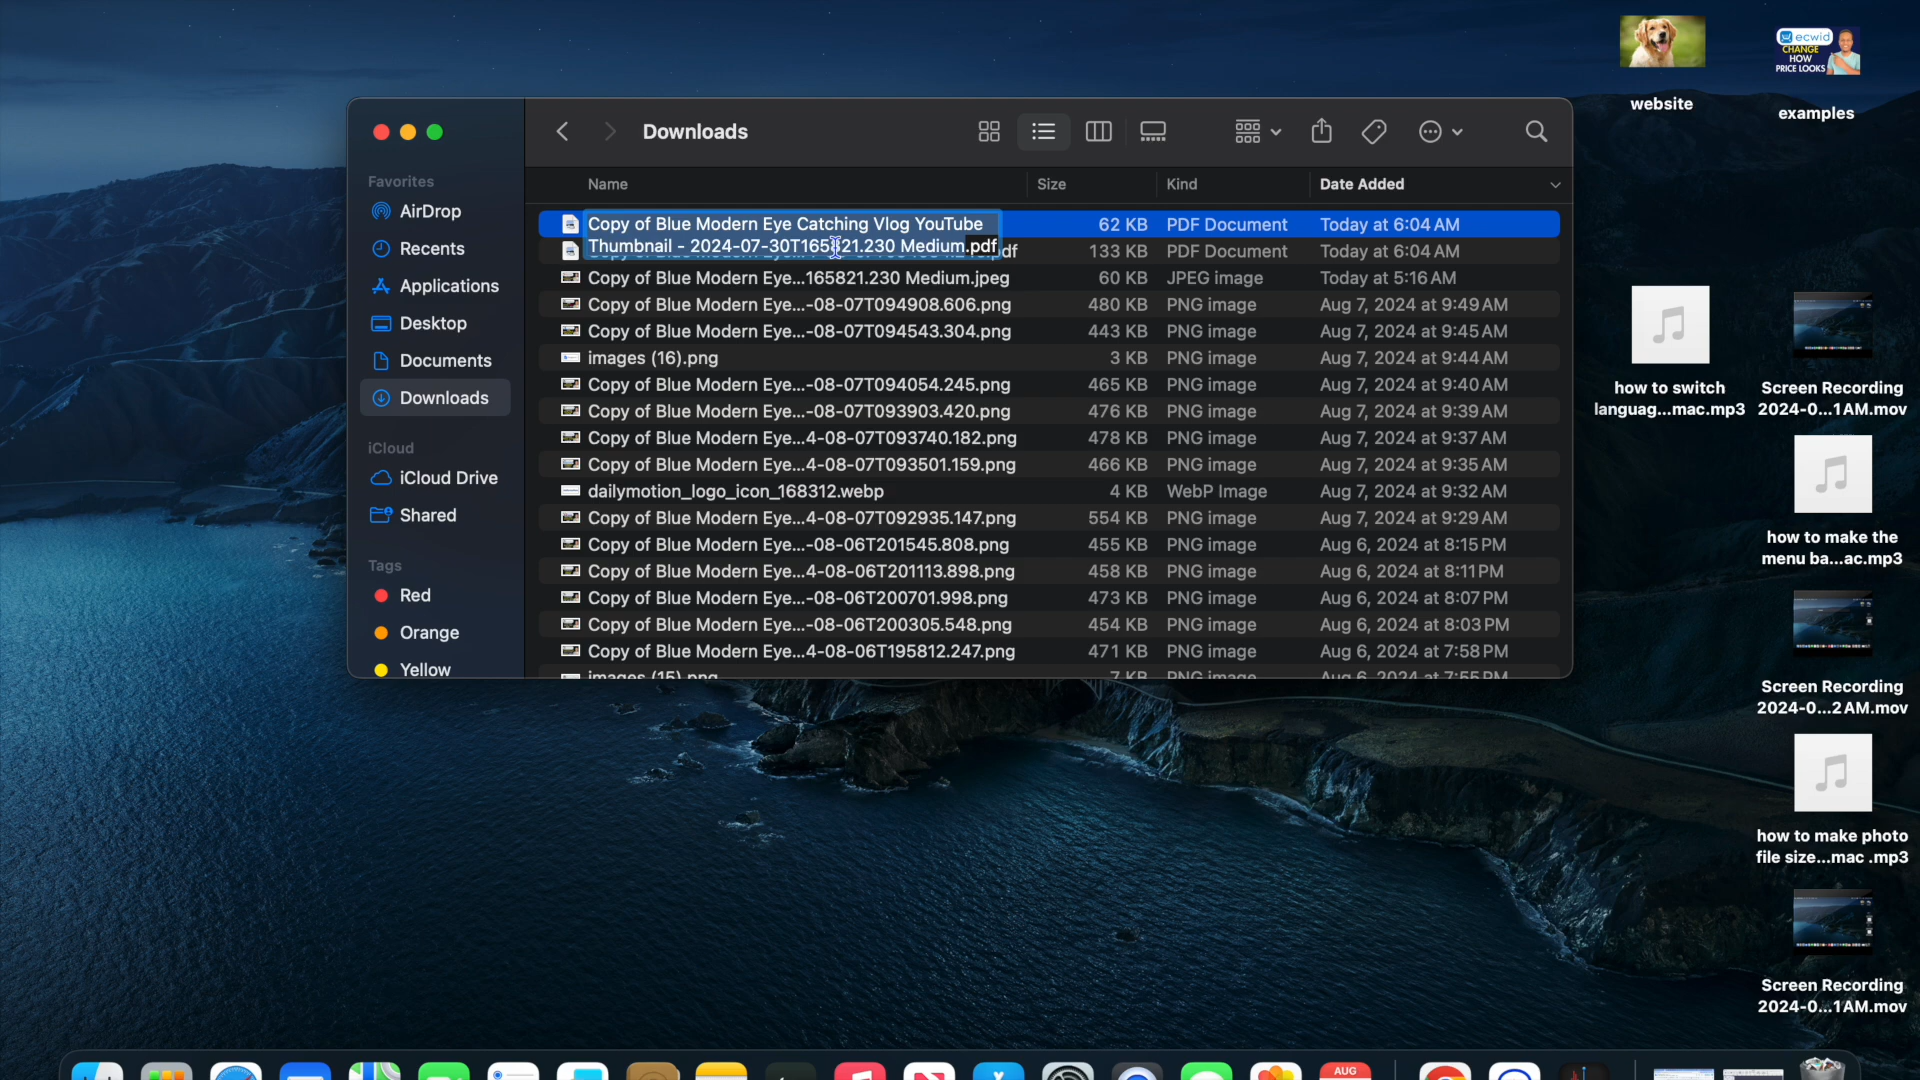 website
ecwid
CHANGE
HOW
PRICE LOOKS
examples
Downloads
Favorites
AirDrop
Recents
Applications
Desktop
Documents
Downloads
iCloud
iCloud Drive
Shared
Tags
Red
Orange
Yellow
Name Size Kind Date Added
Copy of Blue Modern Eye Catching Vlog YouTube 62 KB PDF Document Today at 6:04 AM
Thumbnail - 2024-07-30T165821.230 Medium.pdf
133 KB PDF Document Today at 6:04 AM
Copy of Blue Modern Eye...165821.230 Medium.jpeg 60 KB JPEG image Today at 5:16 AM
Copy of Blue Modern Eye...-08-07T094908.606.png 480 KB PNG image Aug 7, 2024 at 9:49 AM
Copy of Blue Modern Eye...-08-07T094543.304.png 443 KB PNG image Aug 7, 2024 at 9:45 AM
images (16).png 3 KB PNG image Aug 7, 2024 at 9:44 AM
Copy of Blue Modern Eye...-08-07T094054.245.png 465 KB PNG image Aug 7, 2024 at 9:40 AM
Copy of Blue Modern Eye...-08-07T093903.420.png 476 KB PNG image Aug 7, 2024 at 9:39 AM
Copy of Blue Modern Eye...4-08-07T093740.182.png 478 KB PNG image Aug 7, 2024 at 9:37 AM
Copy of Blue Modern Eye...4-08-07T093501.159.png 466 KB PNG image Aug 7, 2024 at 9:35 AM
dailymotion_logo_icon_168312.webp 4 KB WebP Image Aug 7, 2024 at 9:32 AM
Copy of Blue Modern Eye...4-08-07T092935.147.png 554 KB PNG image Aug 7, 2024 at 9:29 AM
Copy of Blue Modern Eye...-08-06T201545.808.png 455 KB PNG image Aug 6, 2024 at 8:15 PM
Copy of Blue Modern Eye...4-08-06T201113.898.png 458 KB PNG image Aug 6, 2024 at 8:11 PM
Copy of Blue Modern Eye...-08-06T200701.998.png 473 KB PNG image Aug 6, 2024 at 8:07 PM
Copy of Blue Modern Eye...-08-06T200305.548.png 454 KB PNG image Aug 6, 2024 at 8:03 PM
Copy of Blue Modern Eye...4-08-06T195812.247.png 471 KB PNG image Aug 6, 2024 at 7:58 PM
images (15).png 7 KB PNG image Aug 6, 2024 at 7:55 PM
how to switch
languag...mac.mp3
Screen Recording
2024-0...1AM.mov
how to make the
menu ba...ac.mp3
Screen Recording
2024-0...2AM.mov
how to make photo
file size...mac .mp3
Screen Recording
2024-0...1AM.mov
AUG